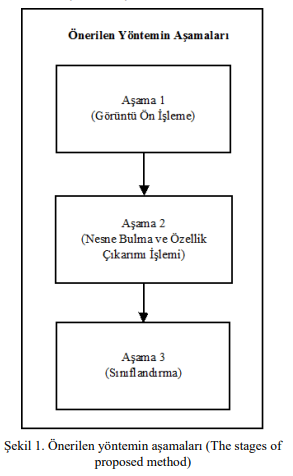 Önerilen Yöntemin Aşamaları
Aşama 1
(Görüntü Ön İşleme)
Aşama 2
(Nesne Bulma ve Özellik
Çıkarımı İşlemi)
Aşama 3
(Sınıflandırma)
Şekil 1. Önerilen yöntemin aşamaları (The stages of
proposed method)